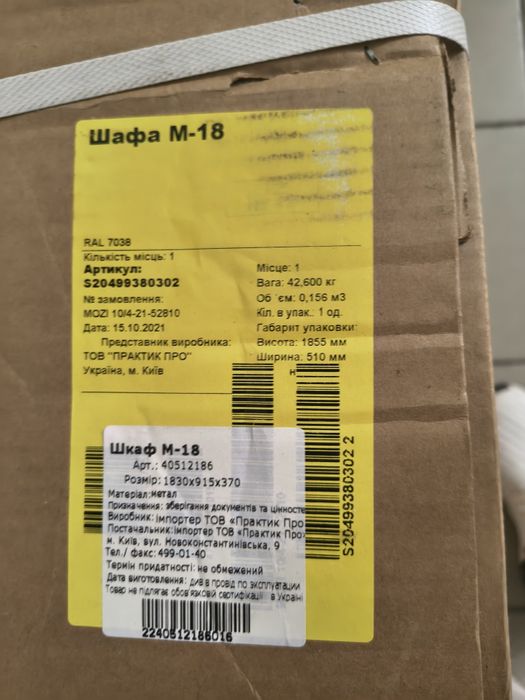 Шафа М-18
RAL 7038
Кількість місць: 1
Артикул:
S20499380302
№ замовлення:
MOZI 10/4-21-52810
Дата: 15.10.2021
Представник виробника:
ТОВ "ПРАКТИК ПРО"
Україна, м. Київ
Місце: 1
Вага: 42,600 кг
Об´єм: 0,156 м3
Кіл. в упак.: 1 од.
Габарит упаковки:
Висота: 1855 мм
Ширина: 510 мм
S20499380302 2
Шкаф М-18
Арт.: 40512186
Розмір: 1830х915х370
Матеріал: метал
Призначення: зберігання документів та цінносте
Виробник: імпортер ТОВ «Практик Про
Постачальник:імпортер ТОВ «Практик Про»
м. Київ, вул. Новоконстантинівська, 9
Тел./ факс: 499-01-40
Термін придатності: не обмежений
Дата виготовлення: див в провід по эксплуатации
Товар не підлягає обов'язковій сертифікації в Україні
2240512186016